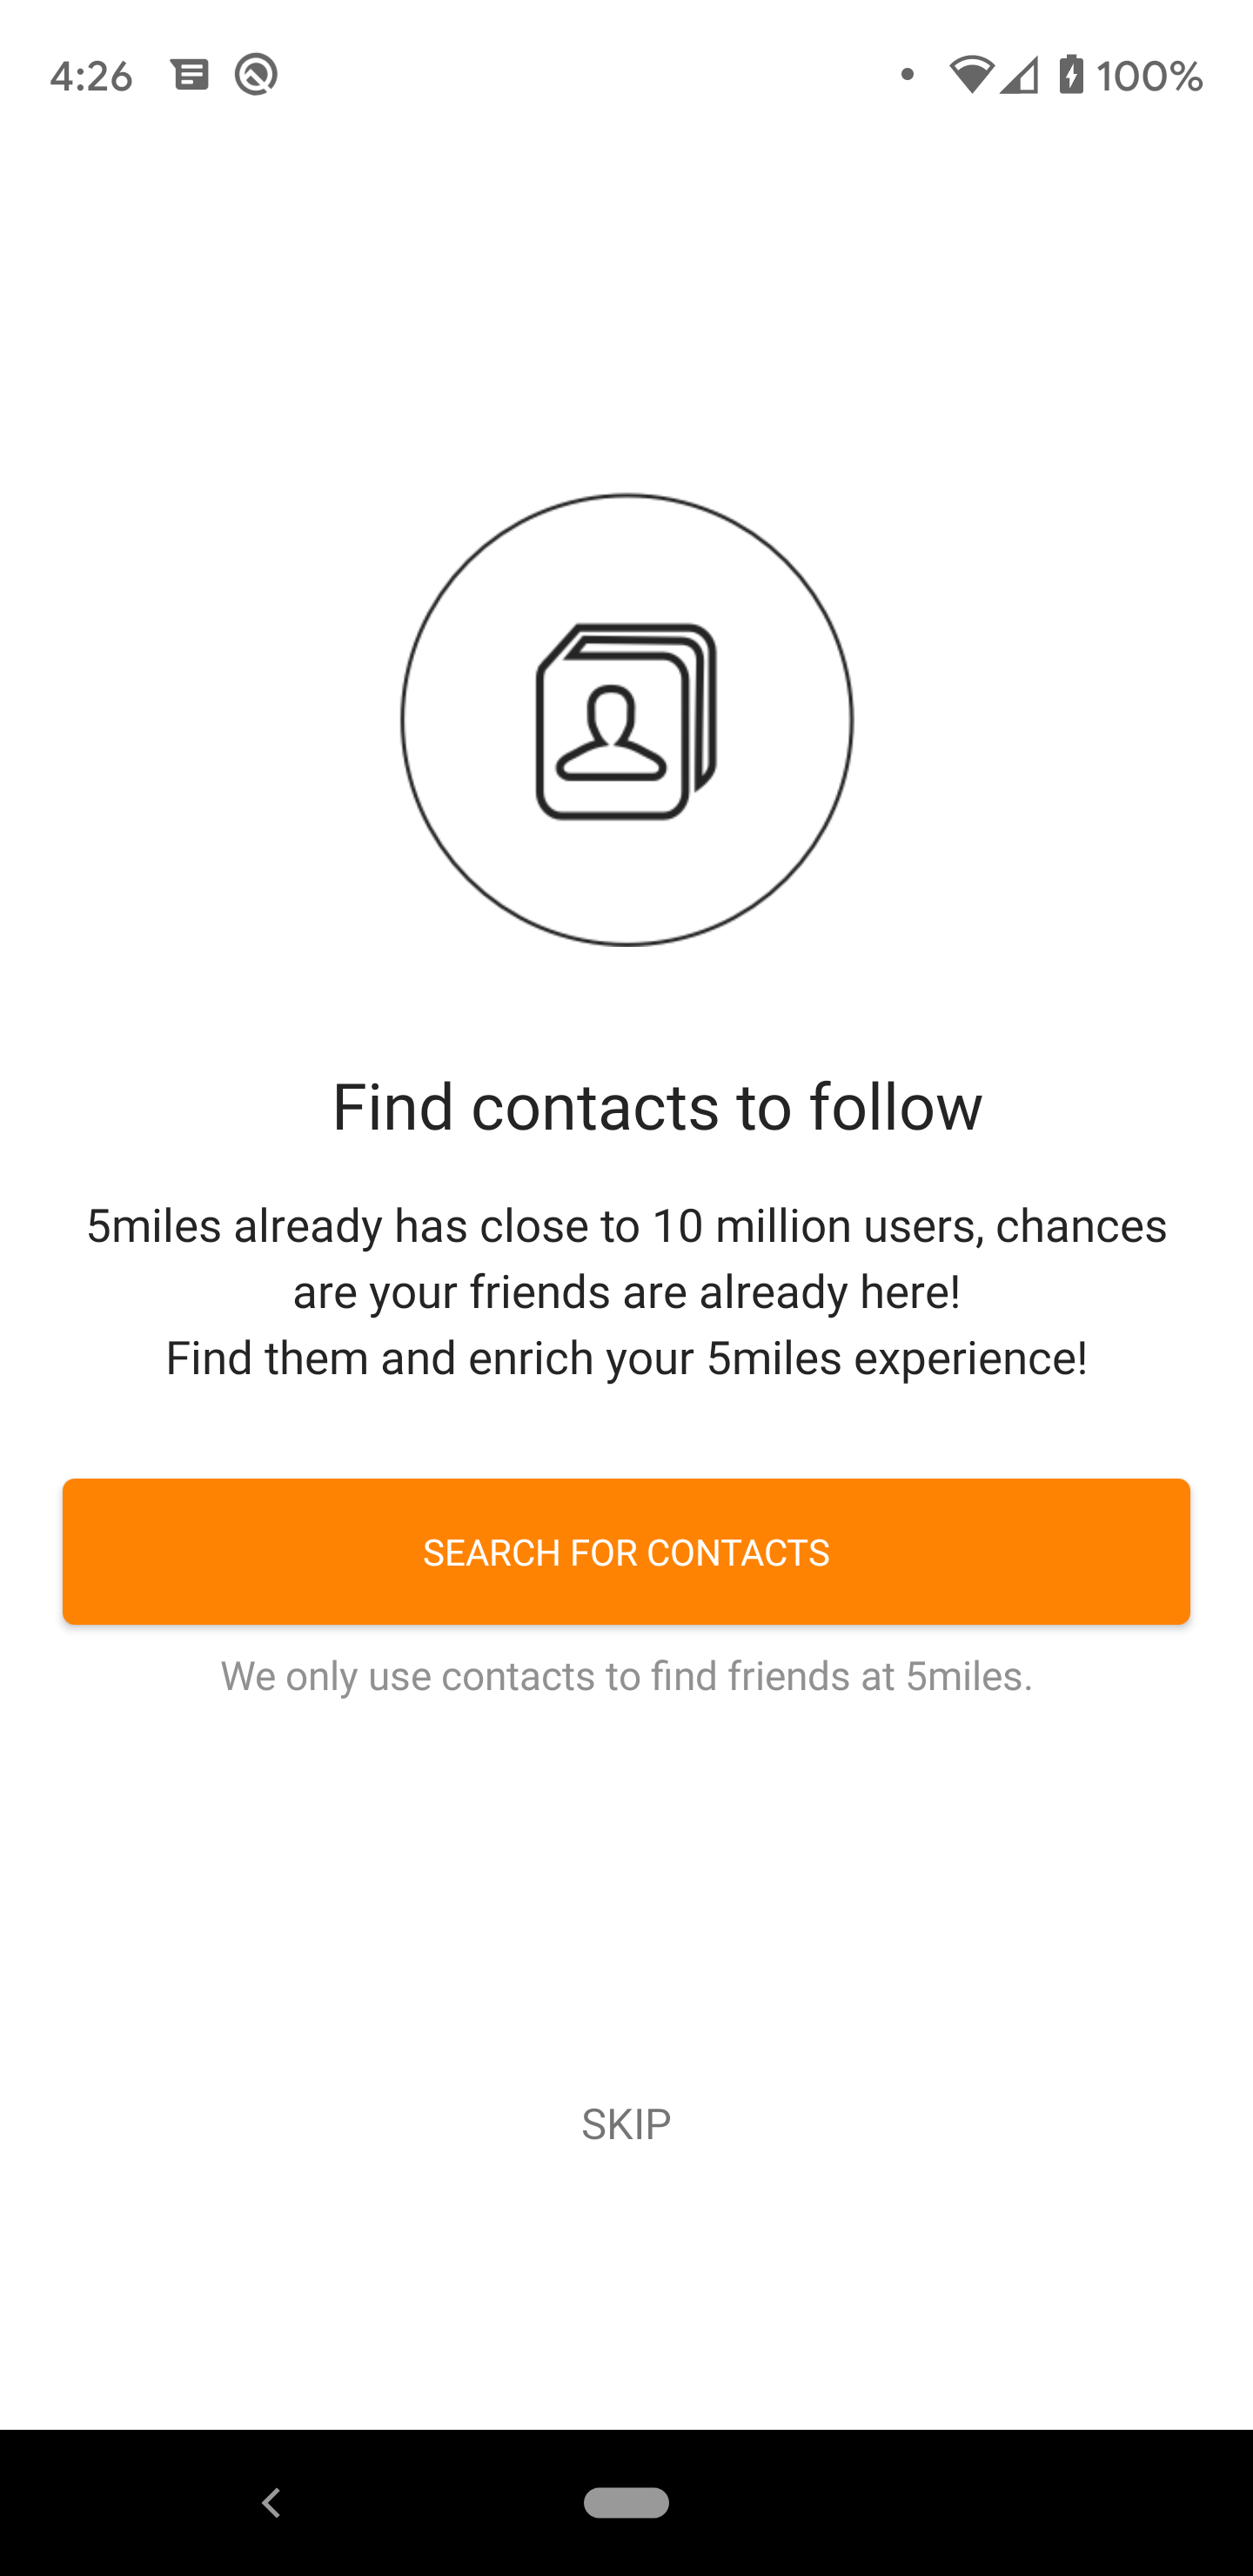 4:26
100%
Find contacts to follow
5miles already has close to 10 million users, chances
are your friends are already here!
Find them and enrich your 5miles experience!
SEARCH FOR CONTACTS
We only use contacts to find friends at 5miles.
SKIP